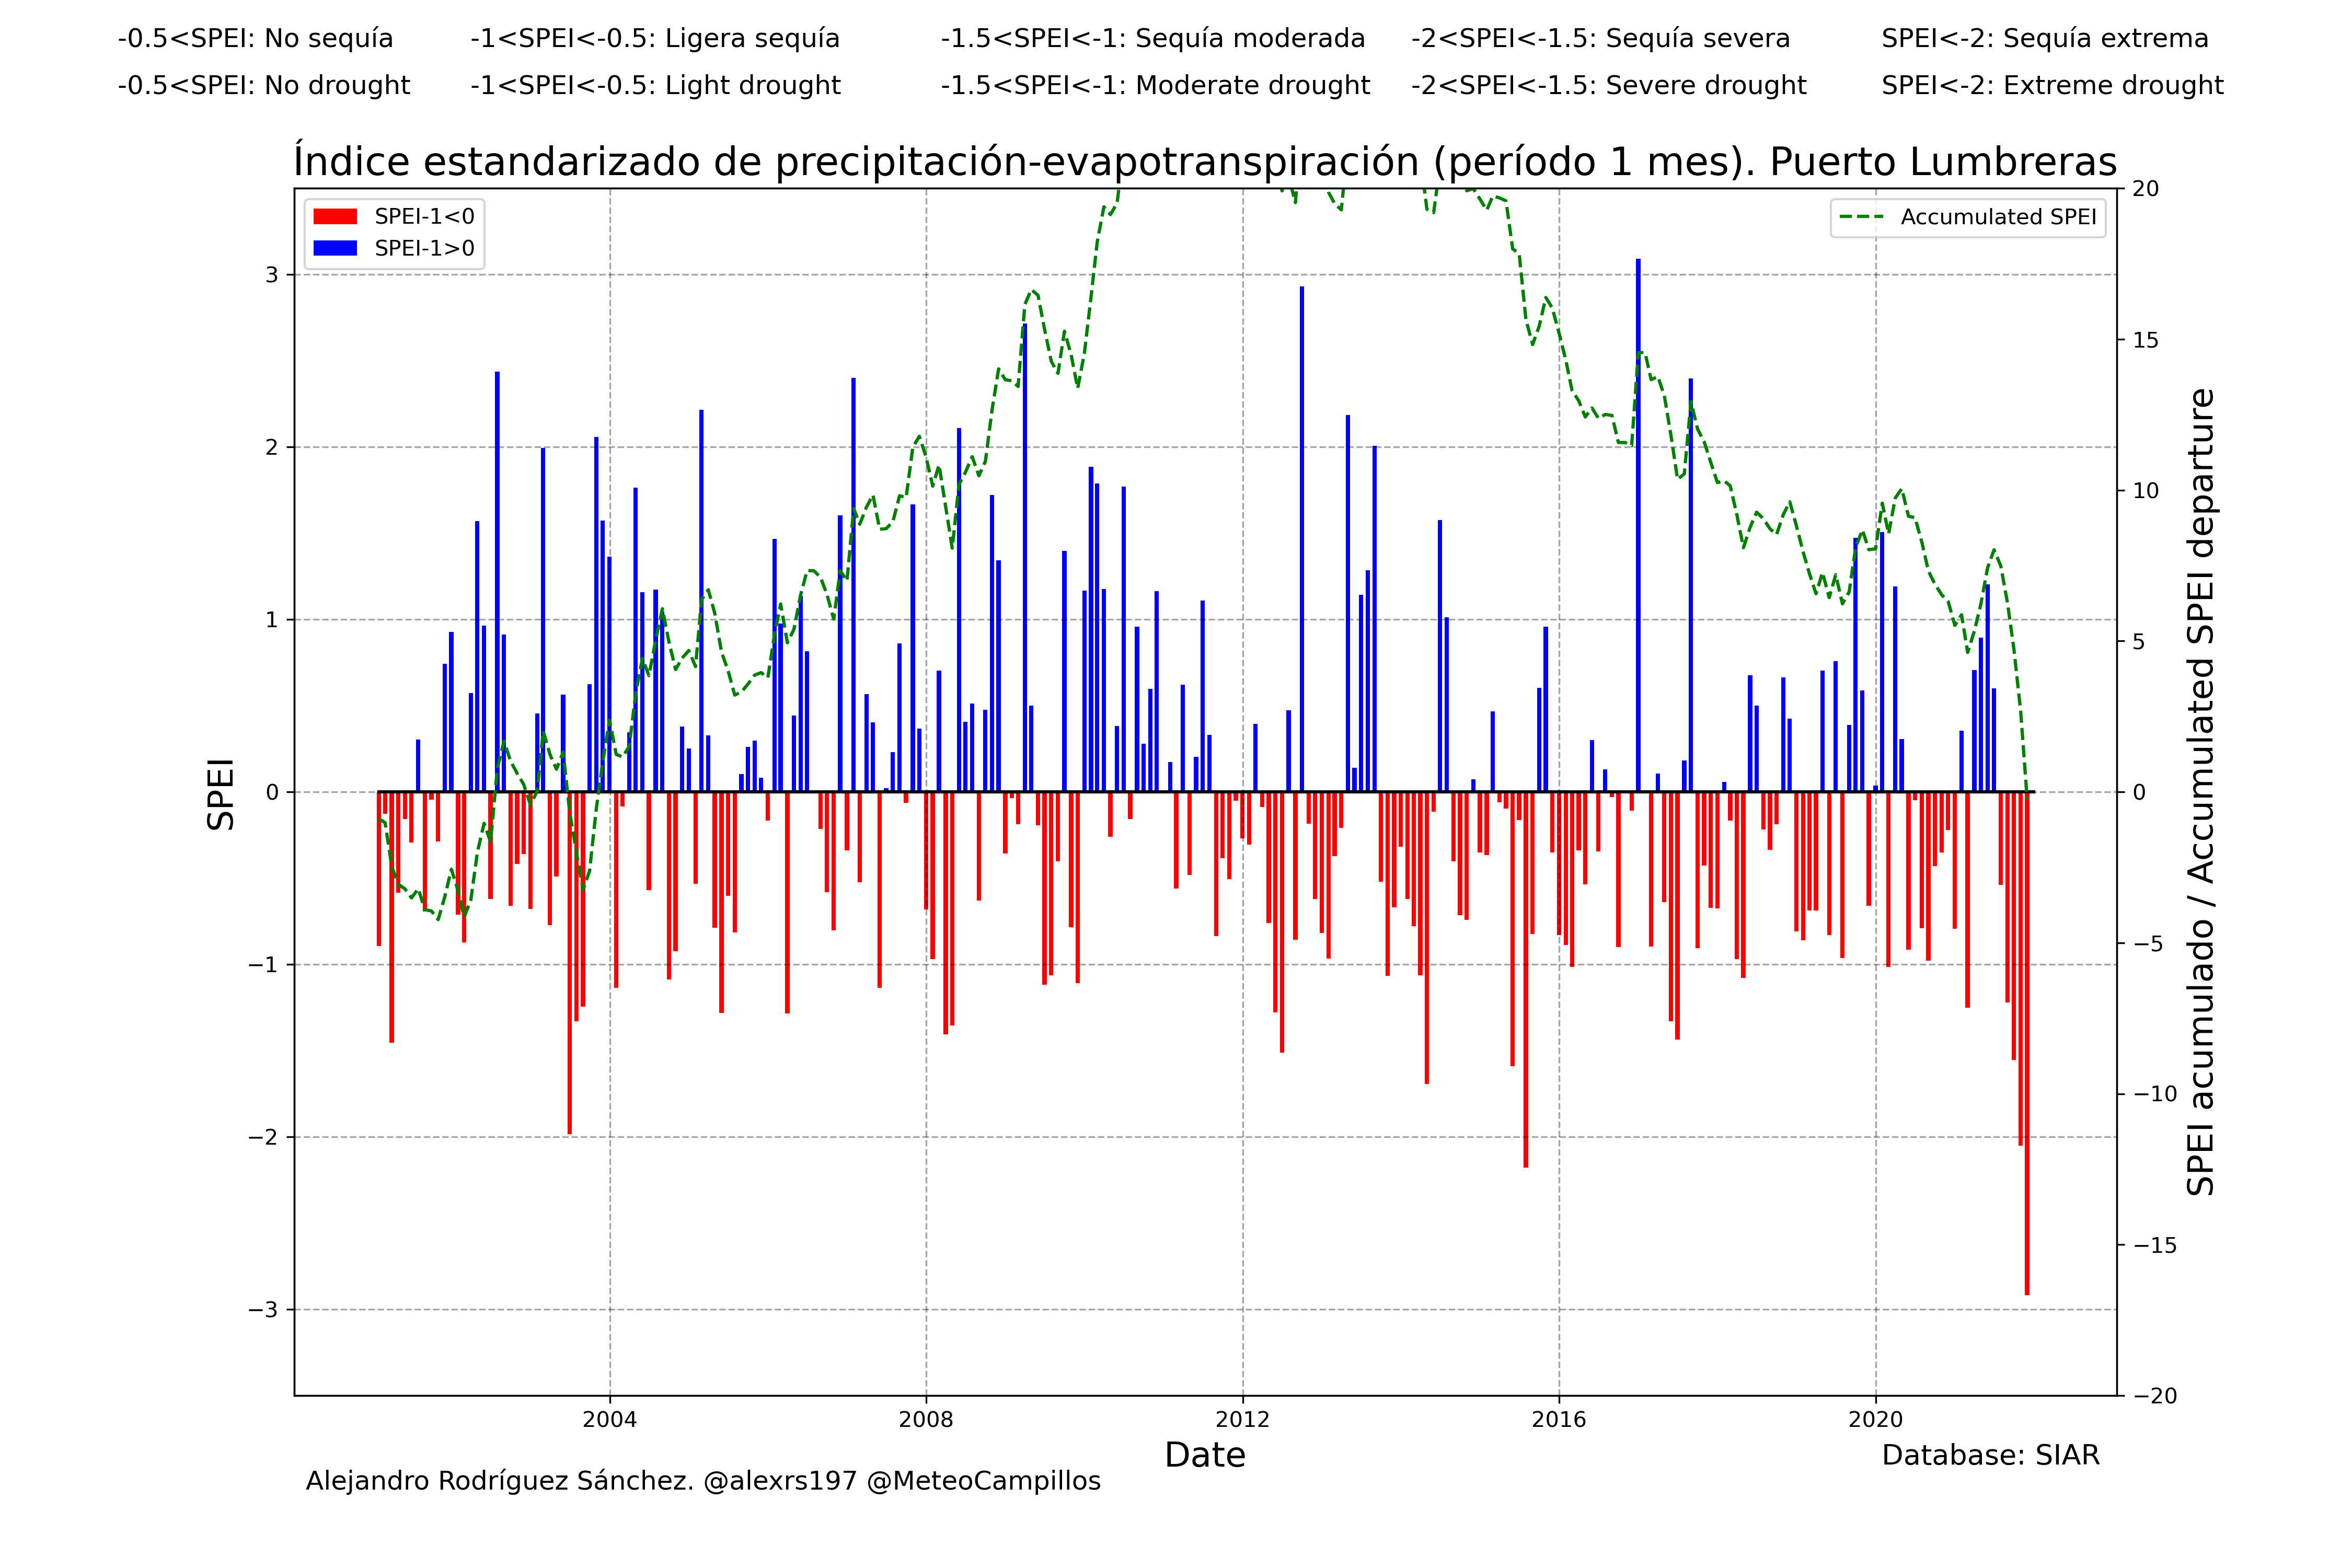 -0.5<SPEI: No sequía -1<SPEI<-0.5: Ligera sequía -1.5<SPEI<-1: Sequía moderada -2<SPEI<-1.5: Sequía severa SPEI<-2: Sequía extrema
-0.5<SPEI: No drought -1<SPEI<-0.5: Light drought -1.5<SPEI<-1: Moderate drought -2<SPEI<-1.5: Severe drought SPEI<-2: Extreme drought
Índice estandarizado de precipitación-evapotranspiración (período 1 mes). Puerto Lumbreras
SPEI-1<0
SPEI-1>0
Accumulated SPEI
SPEI
3
2
1
0
−1
−2
−3
20
15
10
5
0
−5
−10
−15
−20
SPEI acumulado / Accumulated SPEI departure
2004 2008 2012 2016 2020
Date
Database: SIAR
Alejandro Rodríguez Sánchez. @alexrs197 @MeteoCampillos